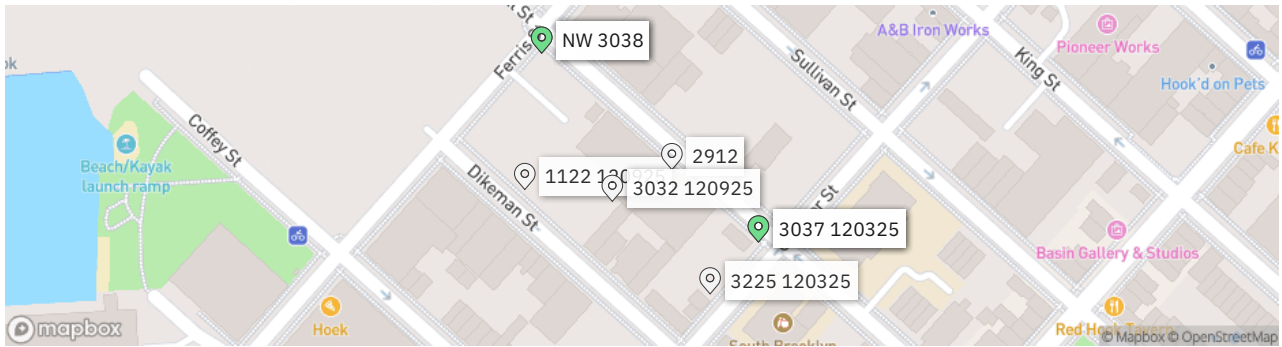 NW 3038
A&B Iron Works
Pioneer Works
Ferris
Sullivan St
King St
Hook'd on Pets
Coffey St
2912
Cafe K
Beach/Kayak
launch ramp
1122 120925
3032 120925
Dikeman St
3037 120325
Basin Gallery & Studios
3225 120325
Hoek
South Brooklyn
Red Hook Tavern
mapbox
© Mapbox © OpenStreetMap